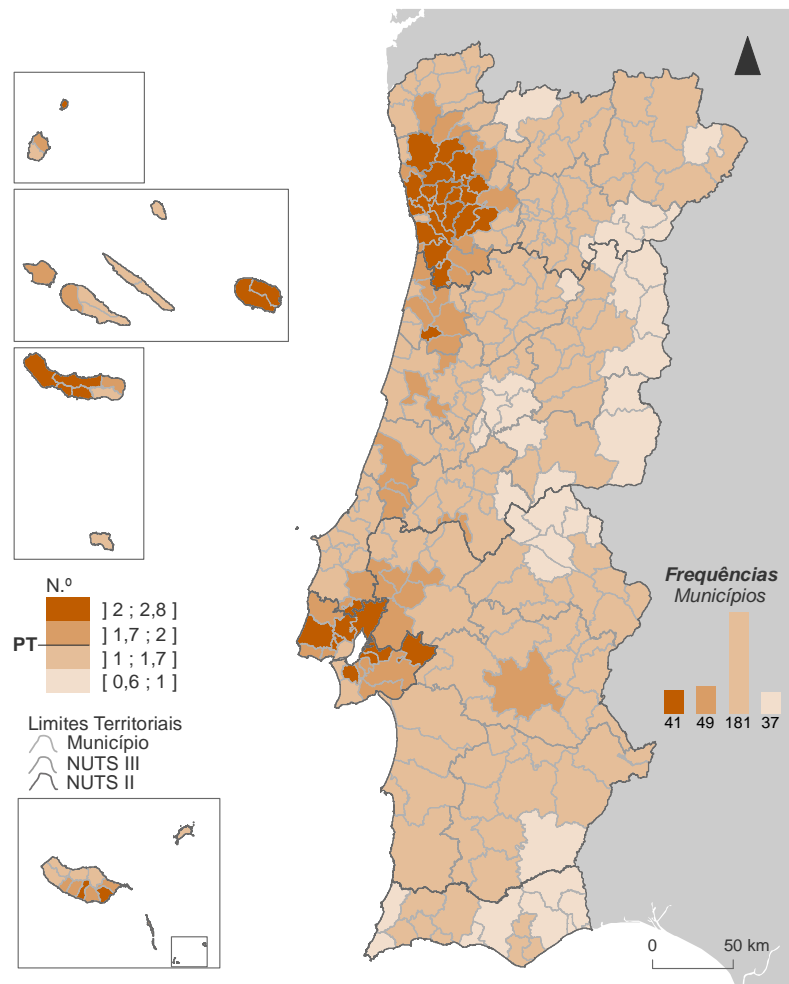 N.º
] 2 ; 2,8 ]
] 1,7 ; 2 ]
PT
] 1 ; 1,7 ]
[ 0,6 ; 1 ]
Limites Territoriais
Município
NUTS III
NUTS II
Frequências
Municípios
41 49 181 37
0 50 km